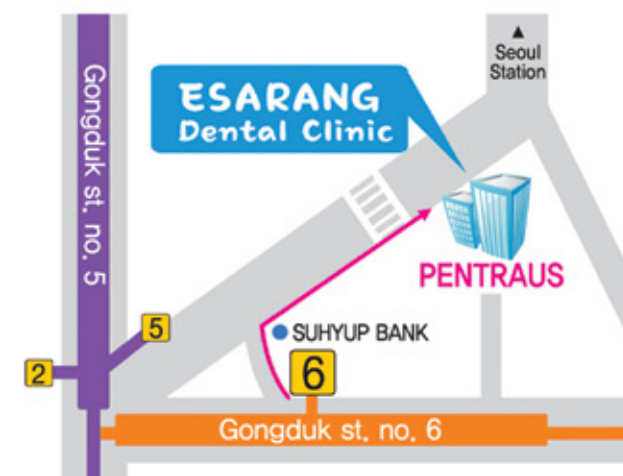 ▲
Seoul
Station
ESARANG
Dental Clinic
Gongduk st. no. 5
PENTRAUS
5
SUHYUP BANK
2
6
Gongduk st. no. 6